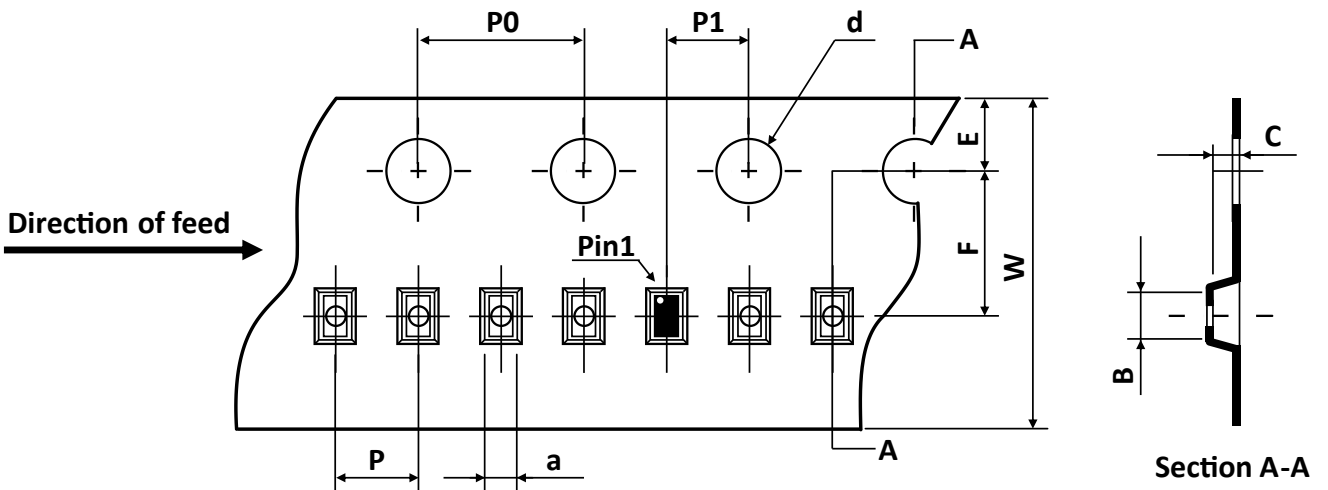 P0
P1
d
A
E
C
Direction of feed
Pin1
F
W
B
P
a
A
Section A-A